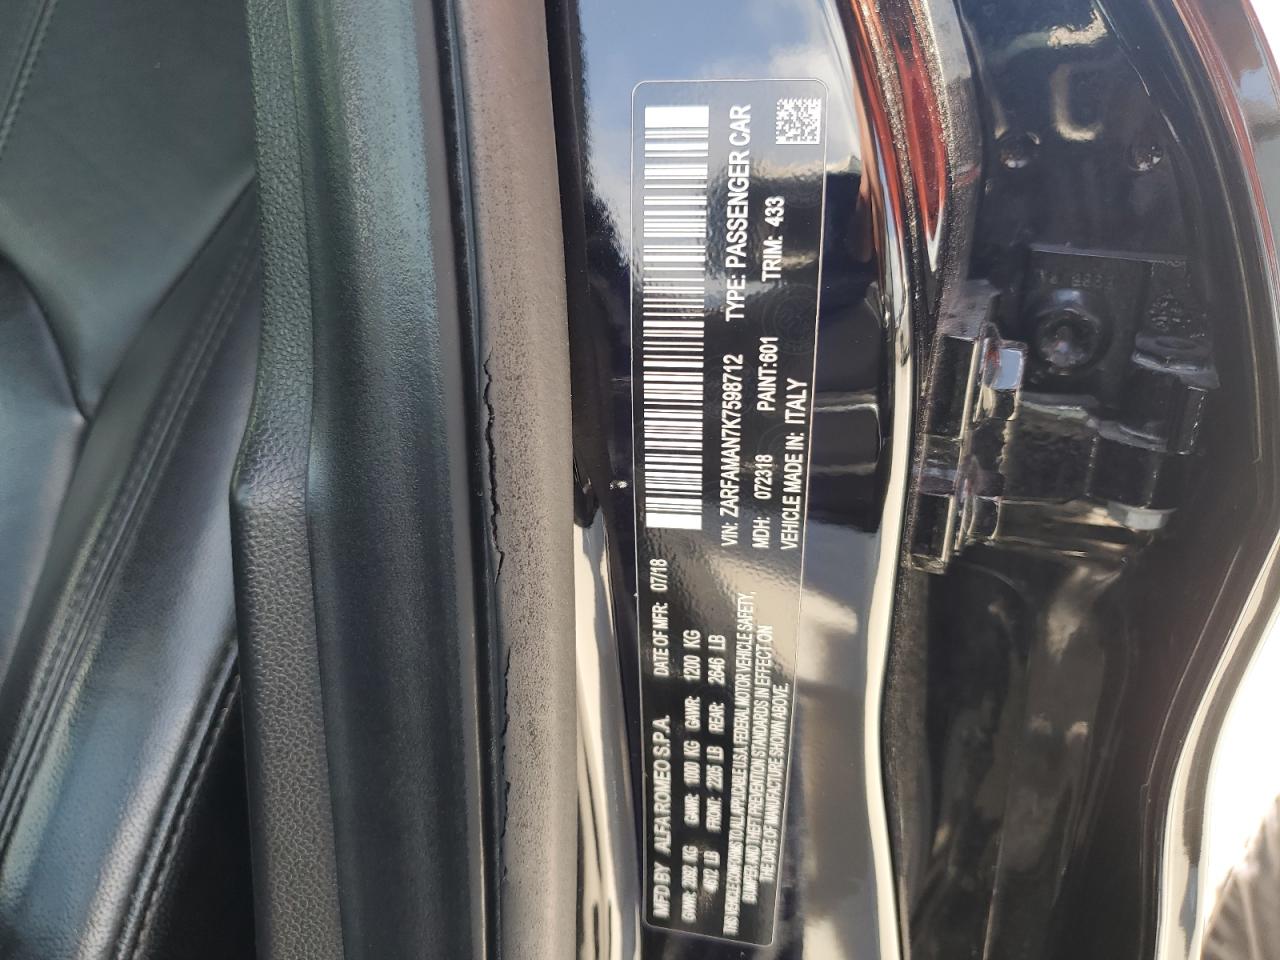 MFD BY ALFA ROMEO S.P.A. DATE OF MFR: 07/18
GVWR: 2092 KG GAWR: 1000 KG GAWR: 1200 KG
4612 LB FRONT: 2205 LB REAR: 2646 LB
THIS VEHICLE CONFORMS TO ALL APPLICABLE U.S.A. FEDERAL MOTOR VEHICLE SAFETY,
BUMPER AND THEFT PREVENTION STANDARDS IN EFFECT ON
THE DATE OF MANUFACTURE SHOWN ABOVE.
VIN: ZARFAMAN7K7598712 TYPE: PASSENGER CAR
MDH: 072318 PAINT:601 TRIM: 433
VEHICLE MADE IN: ITALY